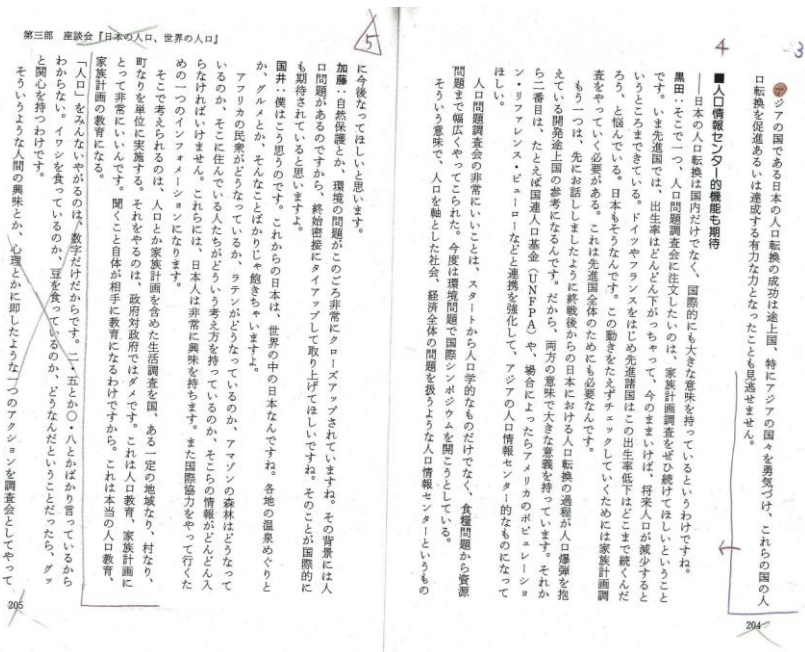 3
4
アジアの国である日本の人口転換の成功は途上国、特にアジアの国々を勇気づけ、これらの国の人
口転換を促進あるいは達成する有力な力となったことも見逃せません。
■人口情報センター的機能も期待
――日本の人口転換は国内だけでなく、国際的にも大きな意味を持っているというわけですね。
黒田：そこで一つ、人口問題調査会に注文したいのは、家族計画調査をぜひ続けてほしいということ
です。いま先進国では、出生率はどんどん下がっちゃって、今のままいけば、将来人口が減少すると
いうところまできている。ドイツやフランスをはじめ先進諸国はこの出生率低下はどこまで続くんだ
ろう、と悩んでいる。日本もそうなんです。この動きをたえずチェックしていくためには家族計画調
査をやっていく必要がある。これは先進国全体のためにも必要なんです。
もう一つは、先にお話ししましたように終戦後からの日本における人口転換の過程が人口爆弾を抱
えている開発途上国の参考になるんです。だから、両方の意味で大きな意義を持っています。それか
ら二番目は、たとえば国連人口基金（UNFPA）や、場合によったらアメリカのポピュレーショ
ン・リファレンス・ビューローなどと連携を強化して、アジアの人口情報センター的なものになって
ほしい。
人口問題調査会の非常にいいことは、スタートから人口学的なものだけでなく、食糧問題から資源
問題まで幅広くやってこられた。今度は環境問題で国際シンポジウムを開こうとしている。
そういう意味で、人口を軸とした社会、経済全体の問題を扱うような人口情報センターというもの
204
第三部　座談会『日本の人口、世界の人口』
5
に今後なってほしいと思います。
加藤：自然保護とか、環境の問題がこのごろ非常にクローズアップされていますね。その背景には人
口問題があるのですから、終始密接にタイアップして取り上げてほしいですね。そのことが国際的に
も期待されていると思いますよ。
国井：僕はこう思うのです。これからの日本は、世界の中の日本なんですね。各地の温泉めぐりと
か、グルメとか、そんなことばかりじゃ飽きちゃいますよ。
アフリカの民衆がどうなっているか、ラテンがどうなっているのか、アマゾンの森林はどうなって
いるのか、そこに住んでいる人たちがどういう考え方を持っているのか、そこらの情報がどんどん入
らなければいけません。これらには、日本人は非常に興味を持ちます。また国際協力をやって行くた
めの一つのインフォメーションになります。
そこで考えられるのは、人口とか家族計画を含めた生活調査を国、ある一定の地域なり、村なり、
町なりを単位に実施する。それをやるのは、政府対政府ではダメです。これは人口教育、家族計画に
とって非常にいいんです。聞くこと自体が相手に教育になるわけですから。これは本当の人口教育、
家族計画の教育になる。
「人口」をみんないやがるのは、数字だけだからです。二・五とか〇・八とかばかり言っているから
わからない。イワシを食っているのか、豆を食っているのか、どうなんだということだったら、グッ
と関心を持つわけです。
そういうような人間の興味とか、心理とかに即したような一つのアクションを調査会としてやって
205